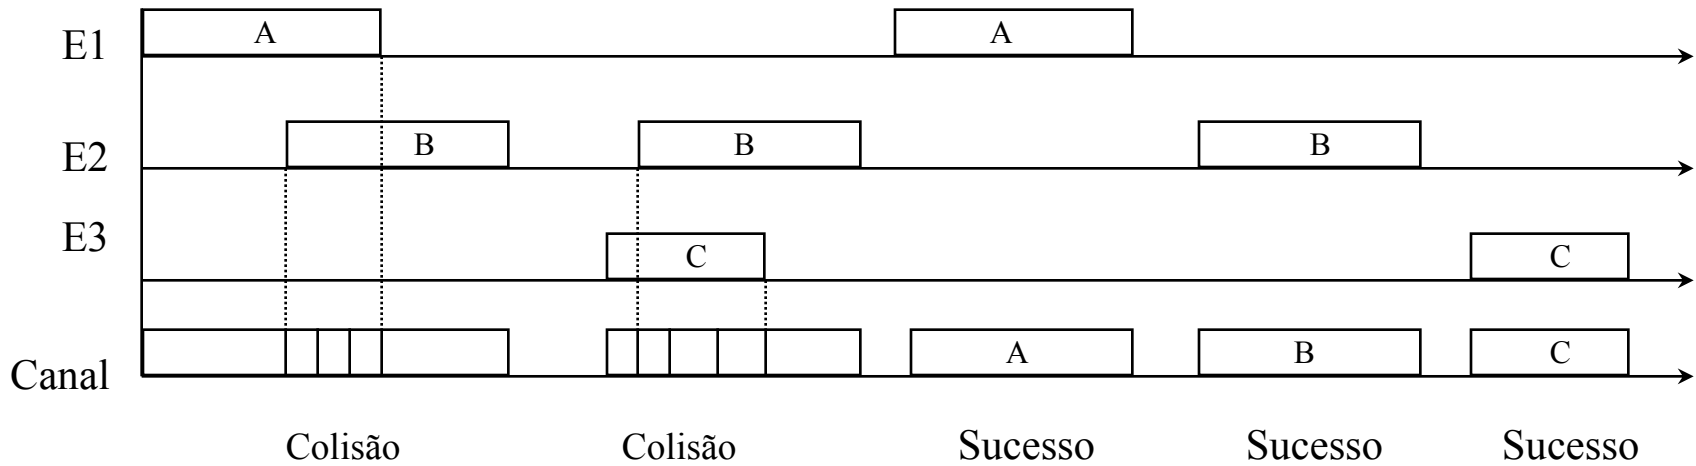 E1 A A
E2 B B B
E3 C C
Canal A B C
Colisão Colisão Sucesso Sucesso Sucesso